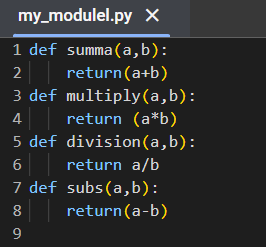 my_modulel.py ×
1 def summa(a,b):
2 return(a+b)
3 def multiply(a,b):
4 return (a*b)
5 def division(a,b):
6 return a/b
7 def subs(a,b):
8 return(a-b)
9